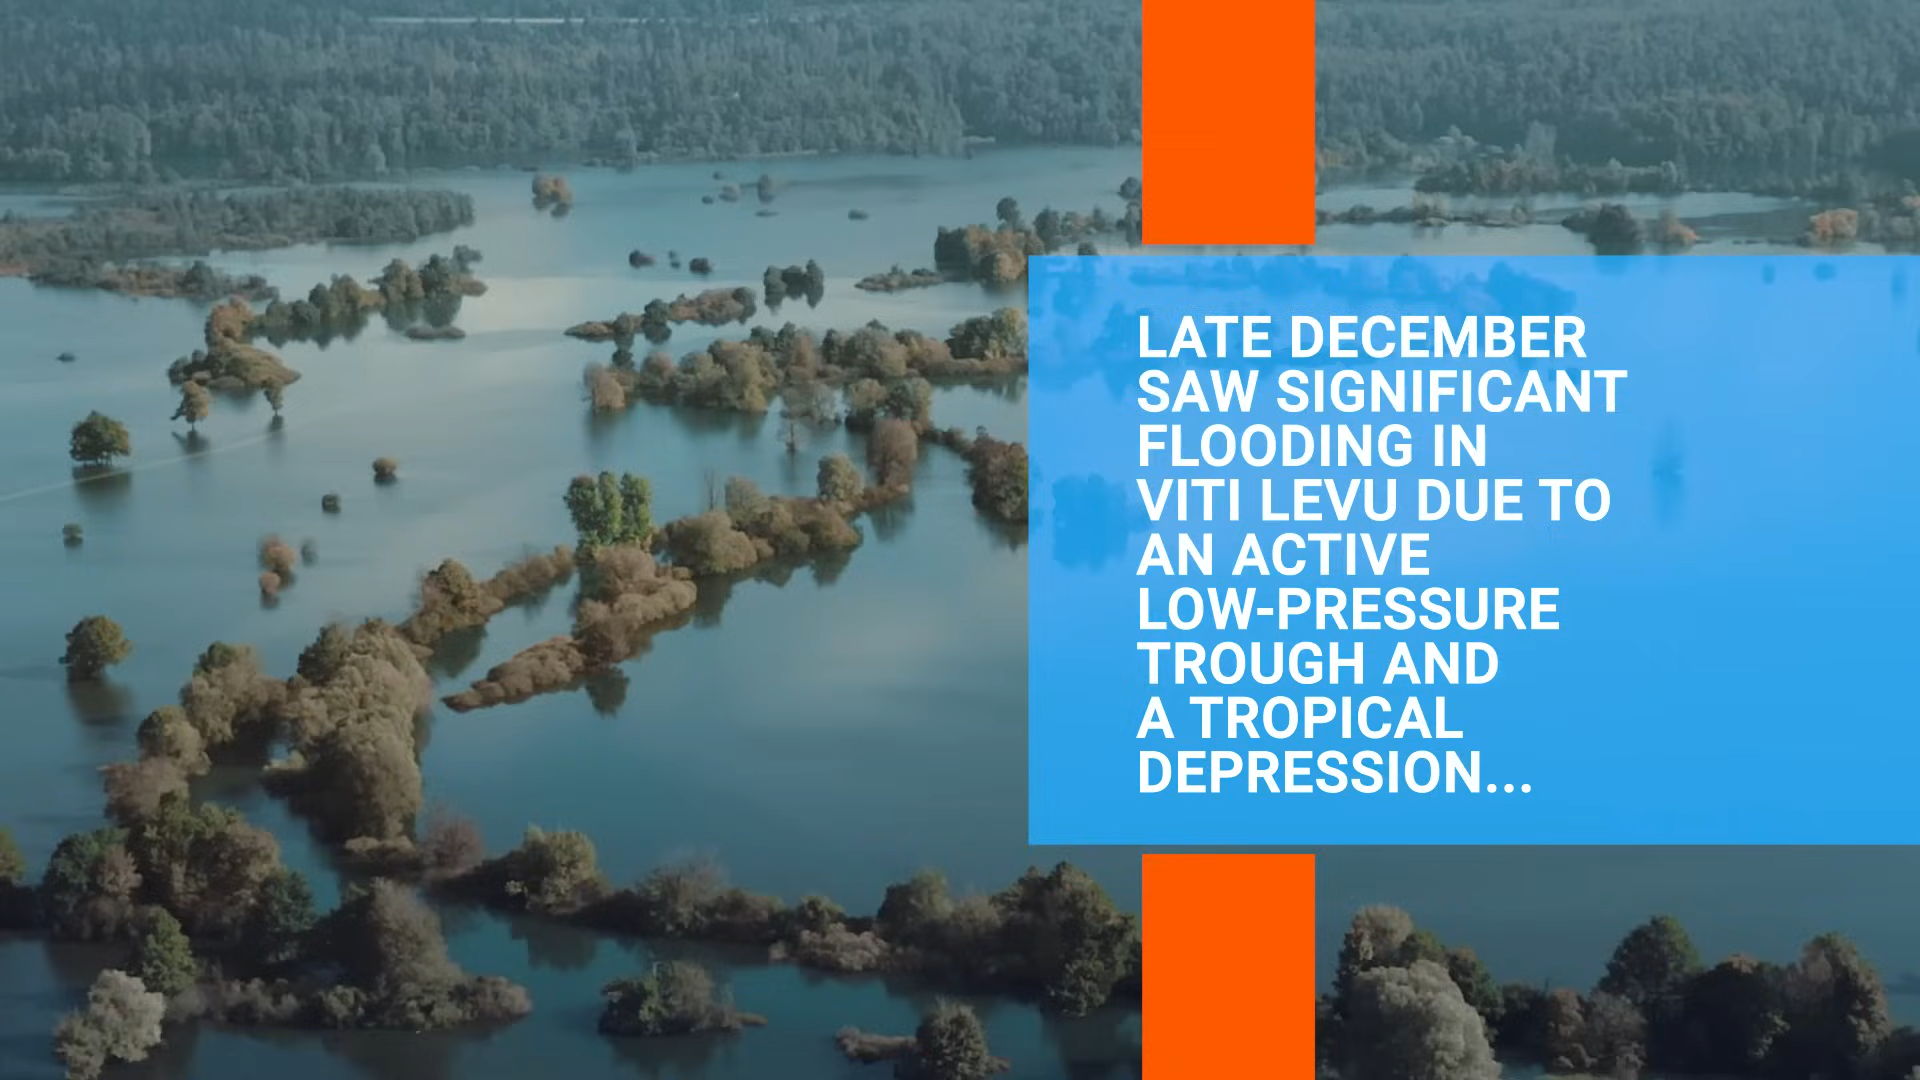 LATE DECEMBER
SAW SIGNIFICANT
FLOODING IN
VITI LEVU DUE TO
AN ACTIVE
LOW-PRESSURE
TROUGH AND
A TROPICAL
DEPRESSION...